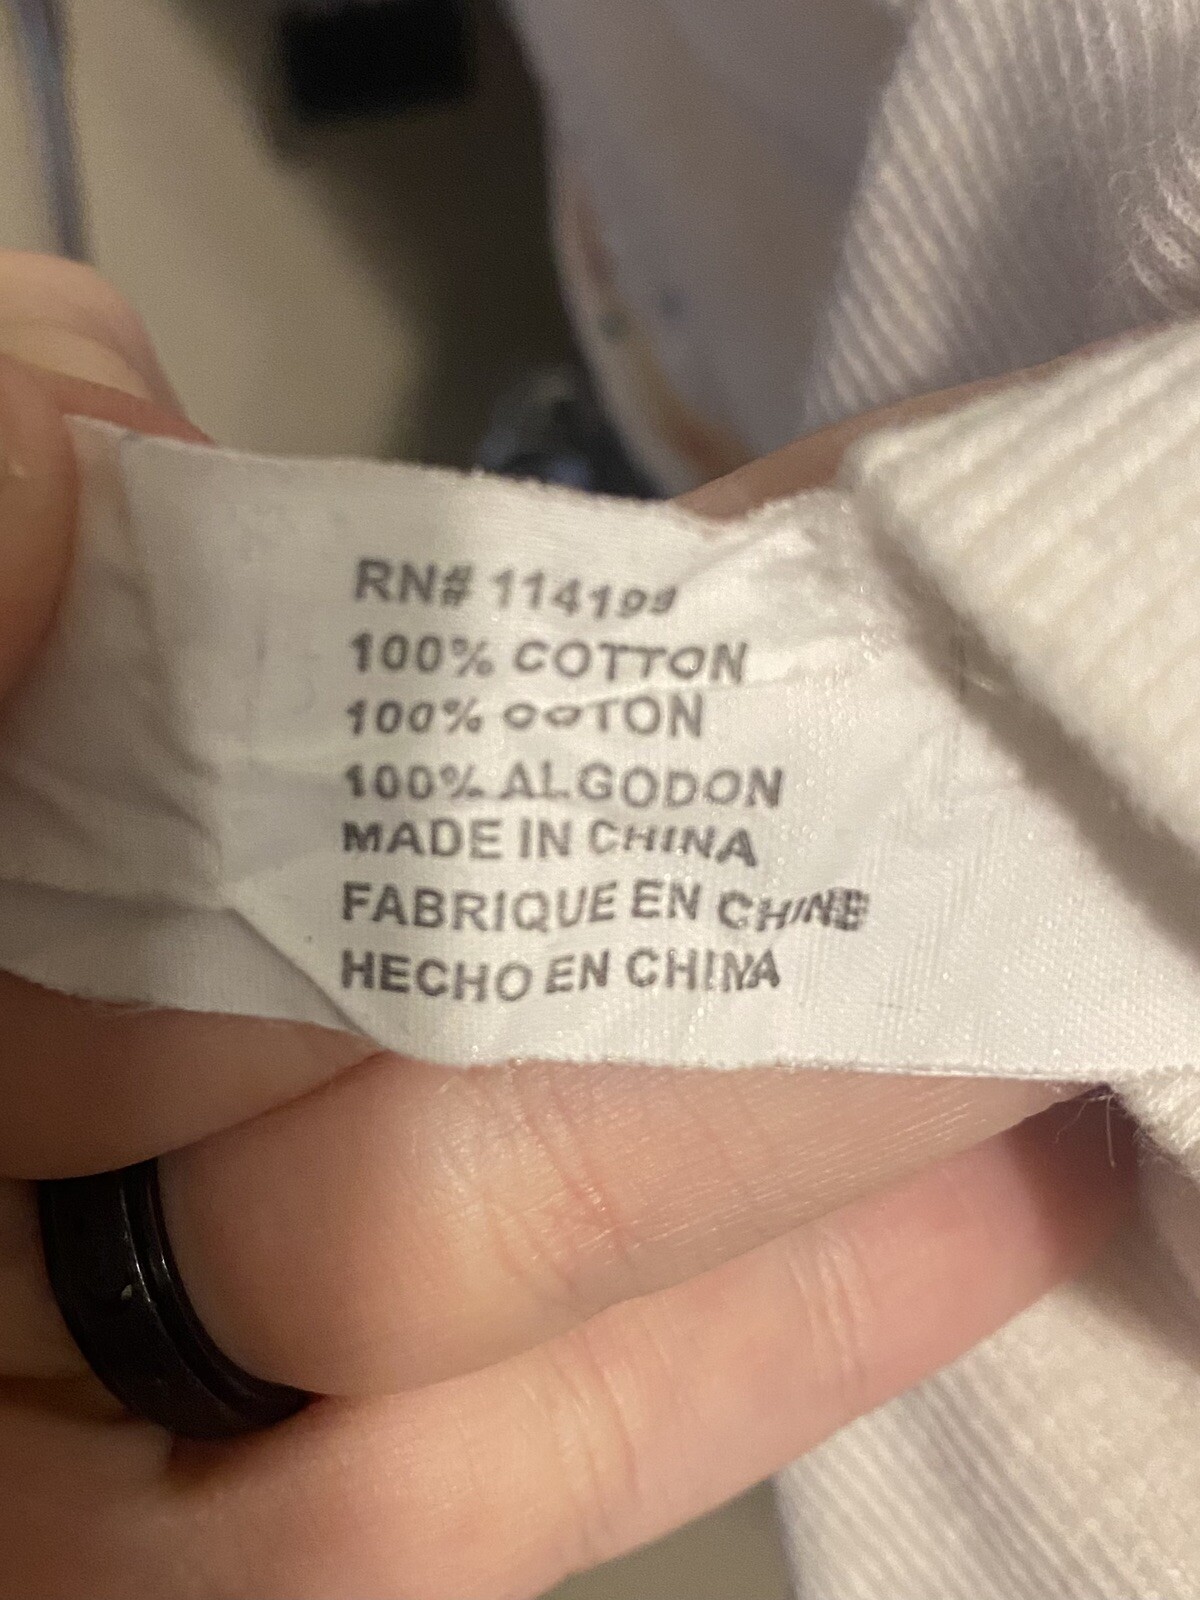 RN# 114199
100% COTTON
100% COTON
100% ALGODON
MADE IN CHINA
FABRIQUE EN CHINE
HECHO EN CHINA